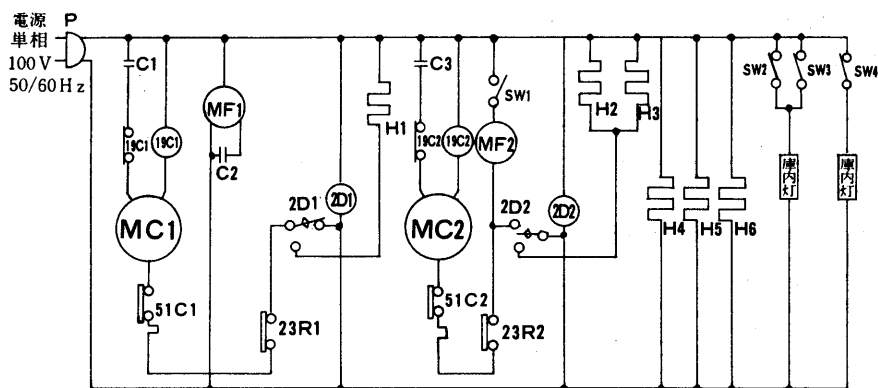 電源 P
単相
100V
50/60Hz
C1
19C1
19C1
MF1
C2
MC1
51C1
23R1
2D1
2D1
H1
C3
19C2
19C2
SW1
MF2
MC2
51C2
23R2
2D2
2D2
H2
H3
H4
H5
H6
SW2
SW3
SW4
庫内灯
庫内灯